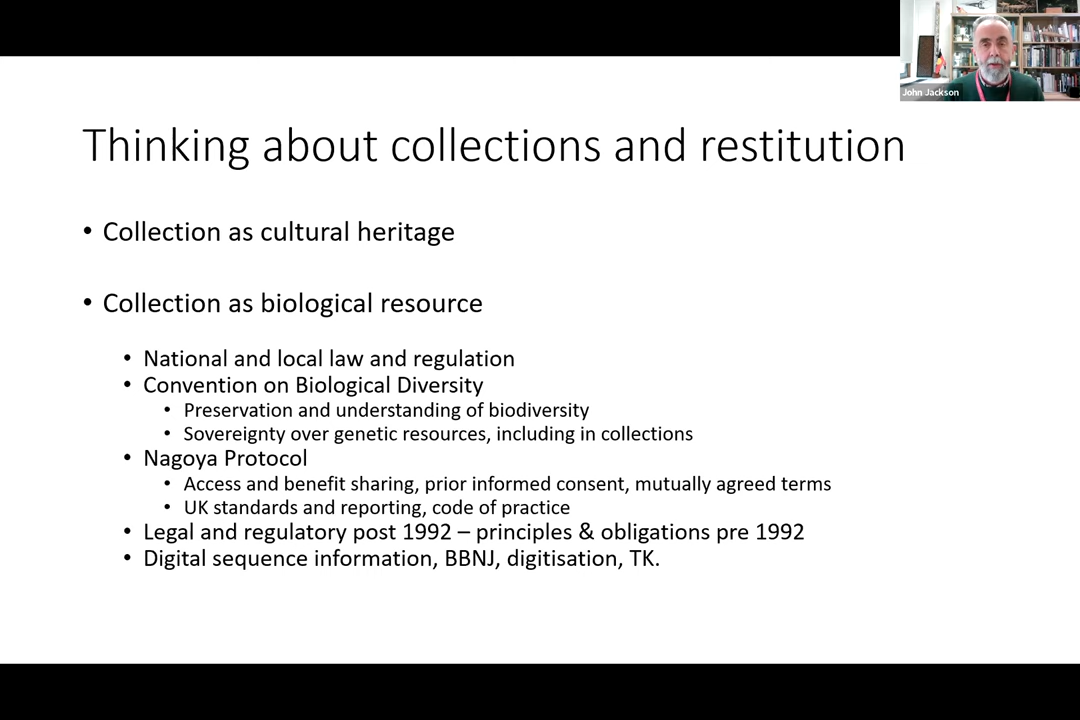 John Jackson
Thinking about collections and restitution
• Collection as cultural heritage
• Collection as biological resource
• National and local law and regulation
• Convention on Biological Diversity
• Preservation and understanding of biodiversity
• Sovereignty over genetic resources, including in collections
• Nagoya Protocol
• Access and benefit sharing, prior informed consent, mutually agreed terms
• UK standards and reporting, code of practice
• Legal and regulatory post 1992 – principles & obligations pre 1992
• Digital sequence information, BBNJ, digitisation, TK.